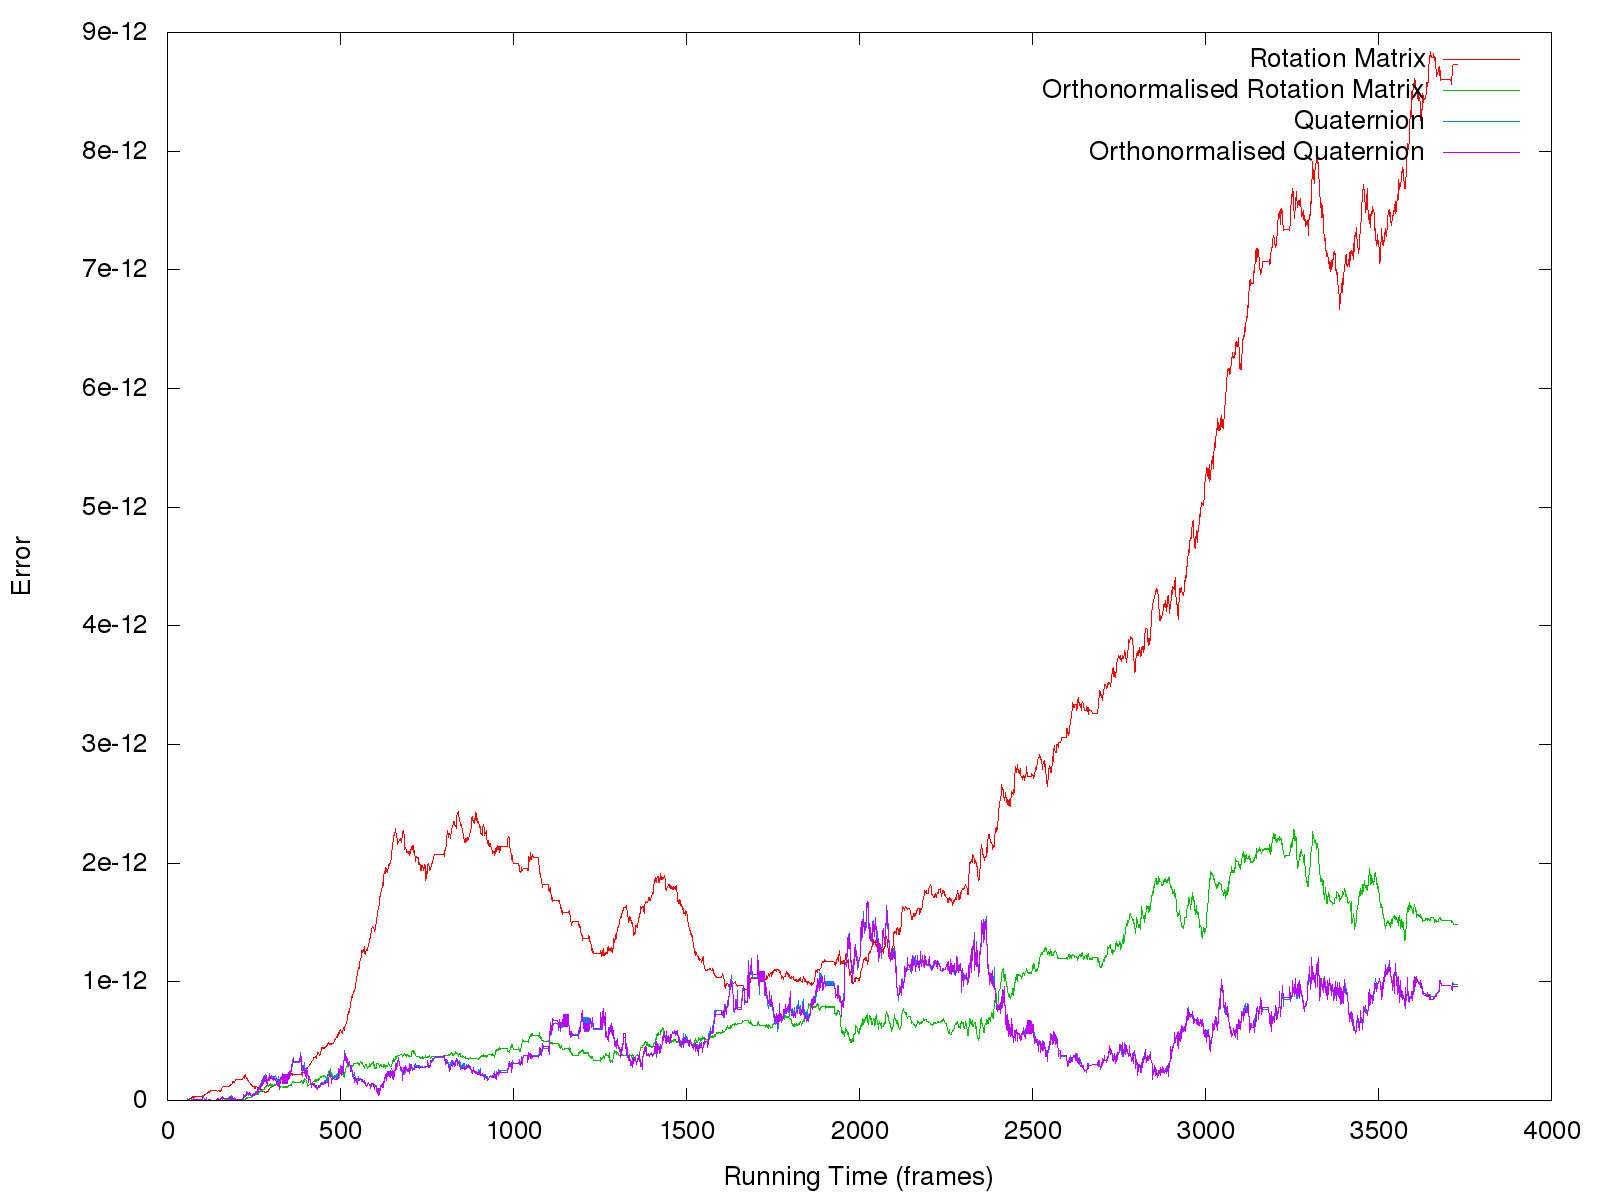 9e-12
8e-12
7e-12
6e-12
5e-12
4e-12
3e-12
2e-12
1e-12
0
Error
Rotation Matrix
Orthonormalised Rotation Matrix
Quaternion
Orthonormalised Quaternion
0 500 1000 1500 2000 2500 3000 3500 4000
Running Time (frames)